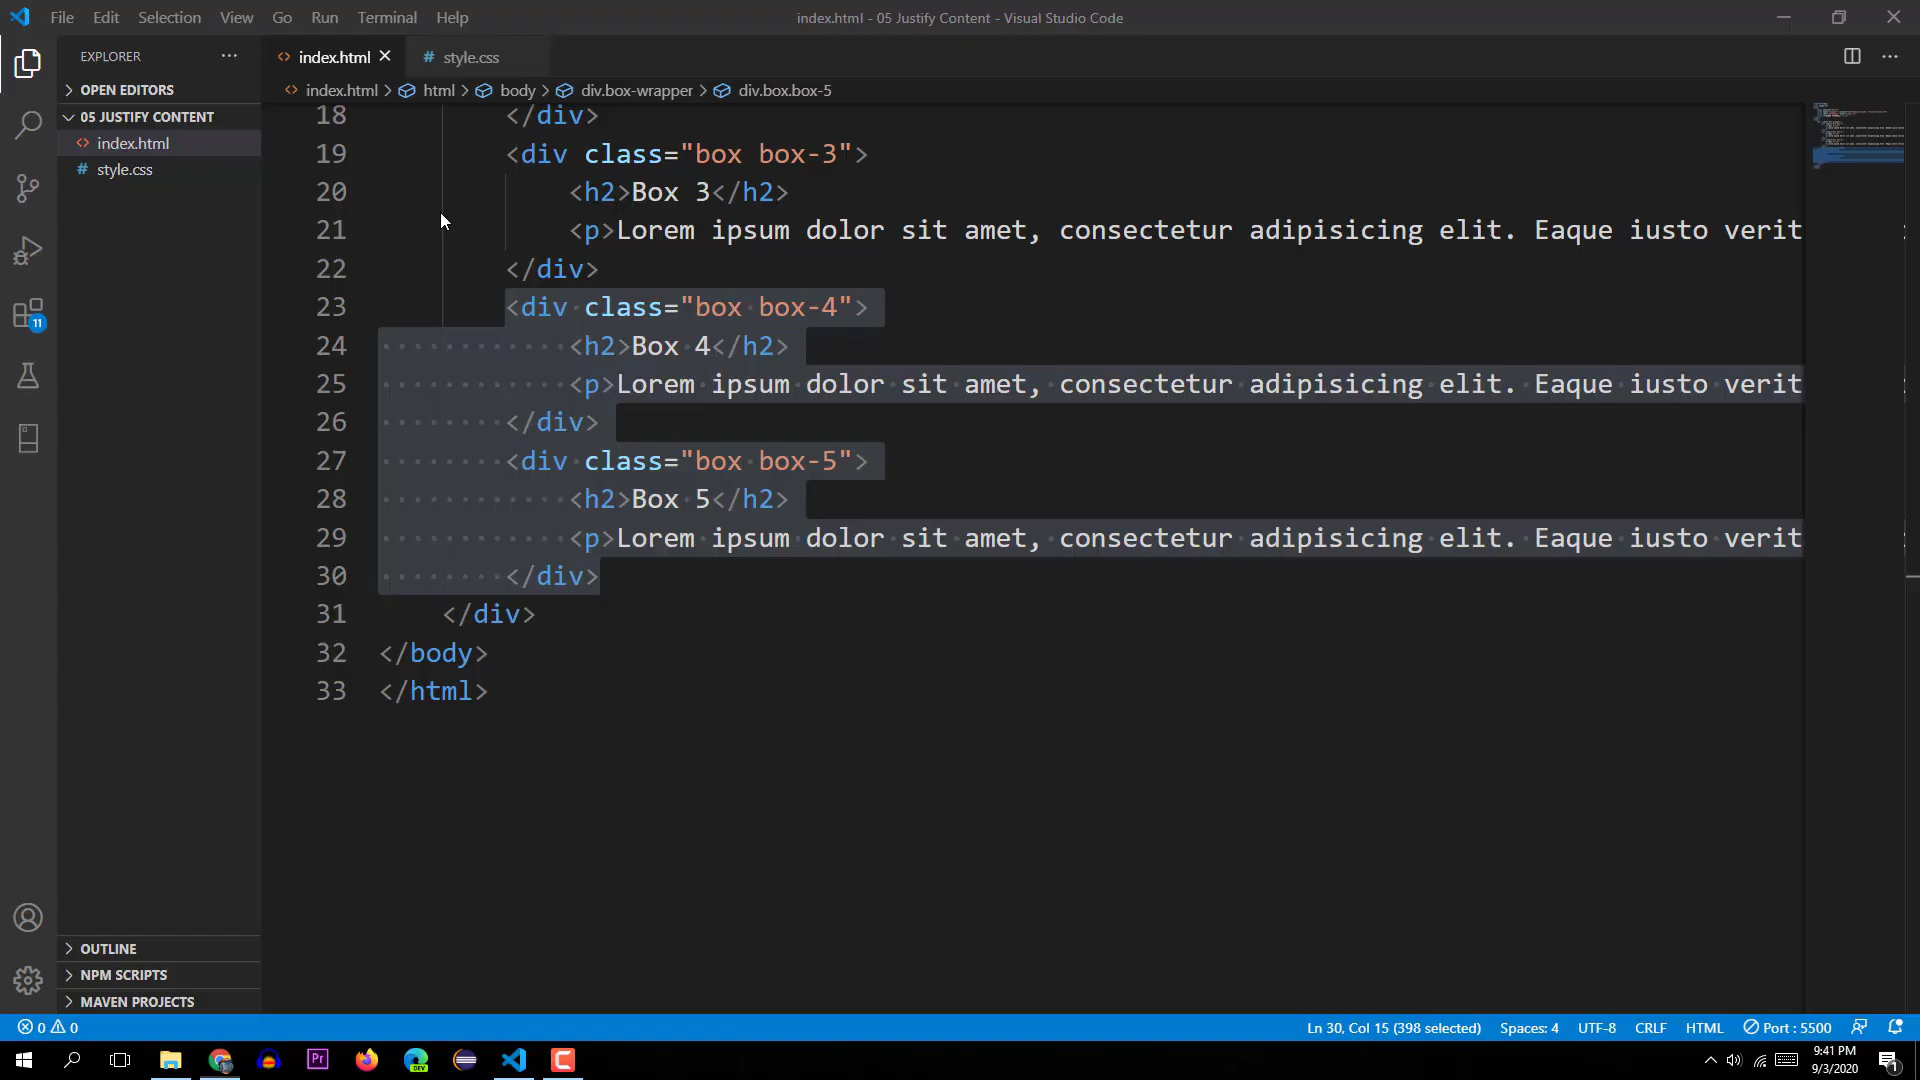 File Edit Selection View Go Run Terminal Help
index.html - 05 Justify Content - Visual Studio Code
EXPLORER
index.html
# style.css
OPEN EDITORS
index.html > html > body > div.box-wrapper > div.box.box-5
05 JUSTIFY CONTENT
index.html
# style.css
18 </div>
19 <div class="box box-3">
20 <h2>Box 3</h2>
21 <p>Lorem ipsum dolor sit amet, consectetur adipisicing elit. Eaque iusto verit
22 </div>
23 <div class="box box-4">
24 <h2>Box 4</h2>
25 <p>Lorem ipsum dolor sit amet, consectetur adipisicing elit. Eaque iusto verit
26 </div>
27 <div class="box box-5">
28 <h2>Box 5</h2>
29 <p>Lorem ipsum dolor sit amet, consectetur adipisicing elit. Eaque iusto verit
30 </div>
31 </div>
32 </body>
33 </html>
11
OUTLINE
NPM SCRIPTS
MAVEN PROJECTS
0 0
Ln 30, Col 15 (398 selected) Spaces: 4 UTF-8 CRLF HTML Port : 5500
Pr
DEV
9:41 PM
9/3/2020
1